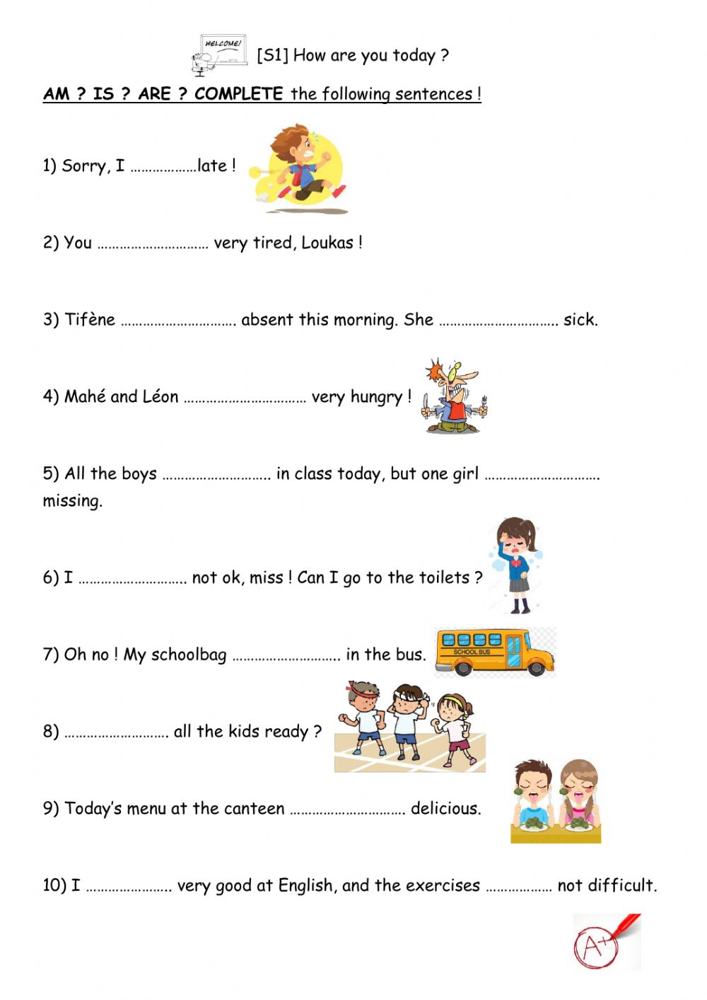 WELCOME!
[S1] How are you today ?
AM ? IS ? ARE ? COMPLETE the following sentences !
1) Sorry, I ………………late !
2) You ………………………… very tired, Loukas !
3) Tifène …………………………. absent this morning. She ………………………….. sick.
4) Mahé and Léon …………………………… very hungry !
5) All the boys ……………………….. in class today, but one girl ………………………….
missing.
6) I ……………………….. not ok, miss ! Can I go to the toilets ?
7) Oh no ! My schoolbag ……………………….. in the bus.
SCHOOL BUS
8) ………………………. all the kids ready ?
9) Today’s menu at the canteen …………………………. delicious.
10) I ………………….. very good at English, and the exercises ……………… not difficult.
A+